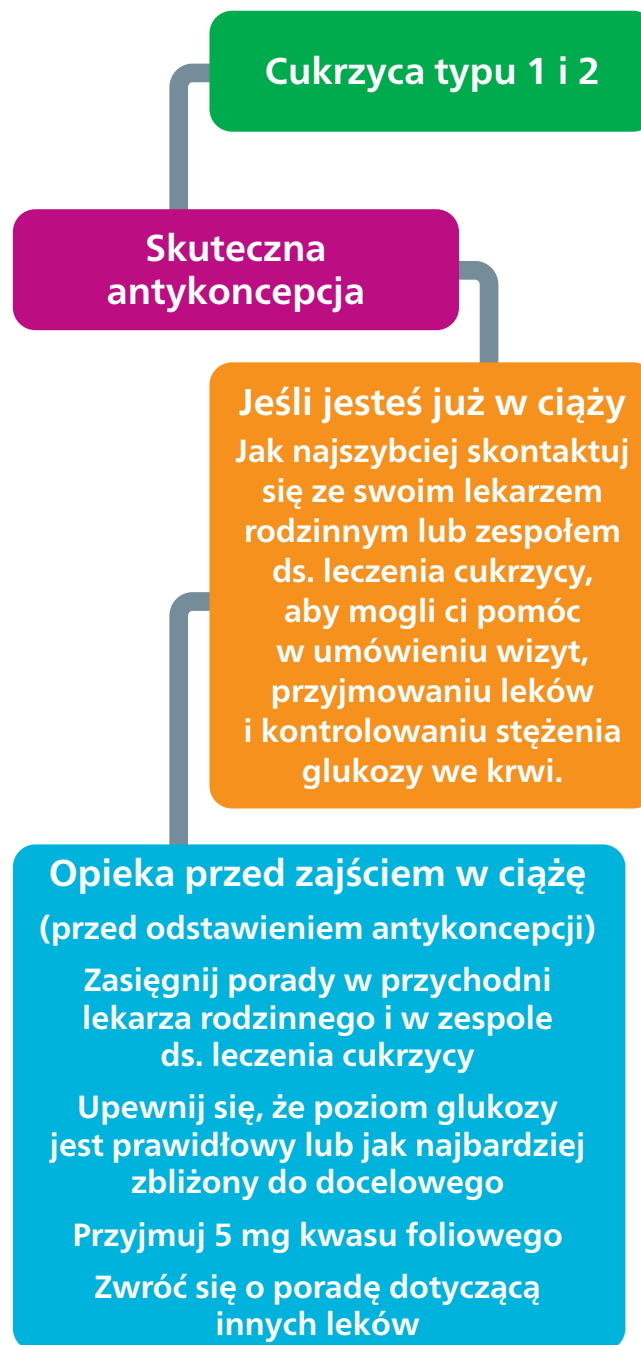 Cukrzyca typu 1 i 2
Skuteczna
antykoncepcja
Jeśli jesteś już w ciąży
Jak najszybciej skontaktuj
się ze swoim lekarzem
rodzinnym lub zespołem
ds. leczenia cukrzycy,
aby mogli ci pomóc
w umówieniu wizyt,
przyjmowaniu leków
i kontrolowaniu stężenia
glukozy we krwi.
Opieka przed zajściem w ciążę
(przed odstawieniem antykoncepcji)
Zasięgnij porady w przychodni
lekarza rodzinnego i w zespole
ds. leczenia cukrzycy
Upewnij się, że poziom glukozy
jest prawidłowy lub jak najbardziej
zbliżony do docelowego
Przyjmuj 5 mg kwasu foliowego
Zwróć się o poradę dotyczącą
innych leków